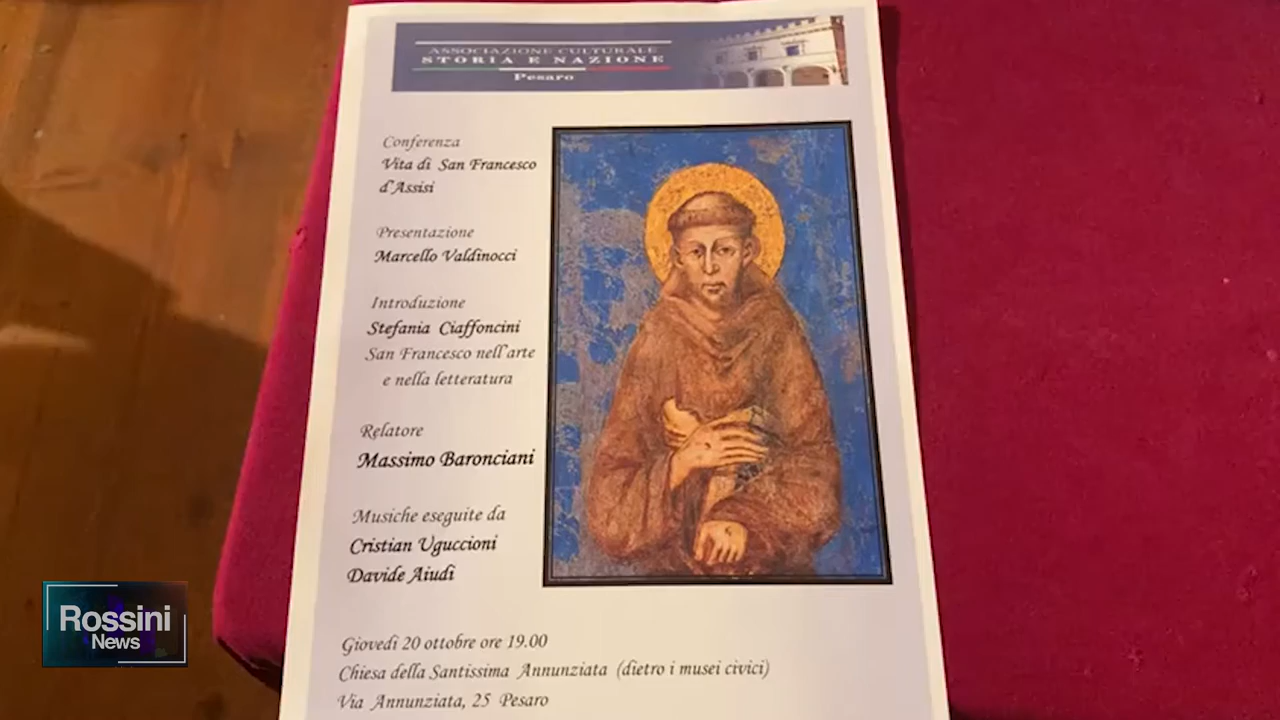 ASSOCIAZIONE CULTURALE
STORIA E NAZIONE
Pesaro
Conferenza
Vita di San Francesco
d'Assisi
Presentazione
Marcello Valdinocci
Introduzione
Stefania Ciaffoncini
San Francesco nell'arte
e nella letteratura
Relatore
Massimo Baronciani
Musiche eseguite da
Cristian Uguccioni
Davide Aiudi
Giovedì 20 ottobre ore 19.00
Chiesa della Santissima Annunziata (dietro i musei civici)
Via Annunziata, 25 Pesaro
Rossini
News